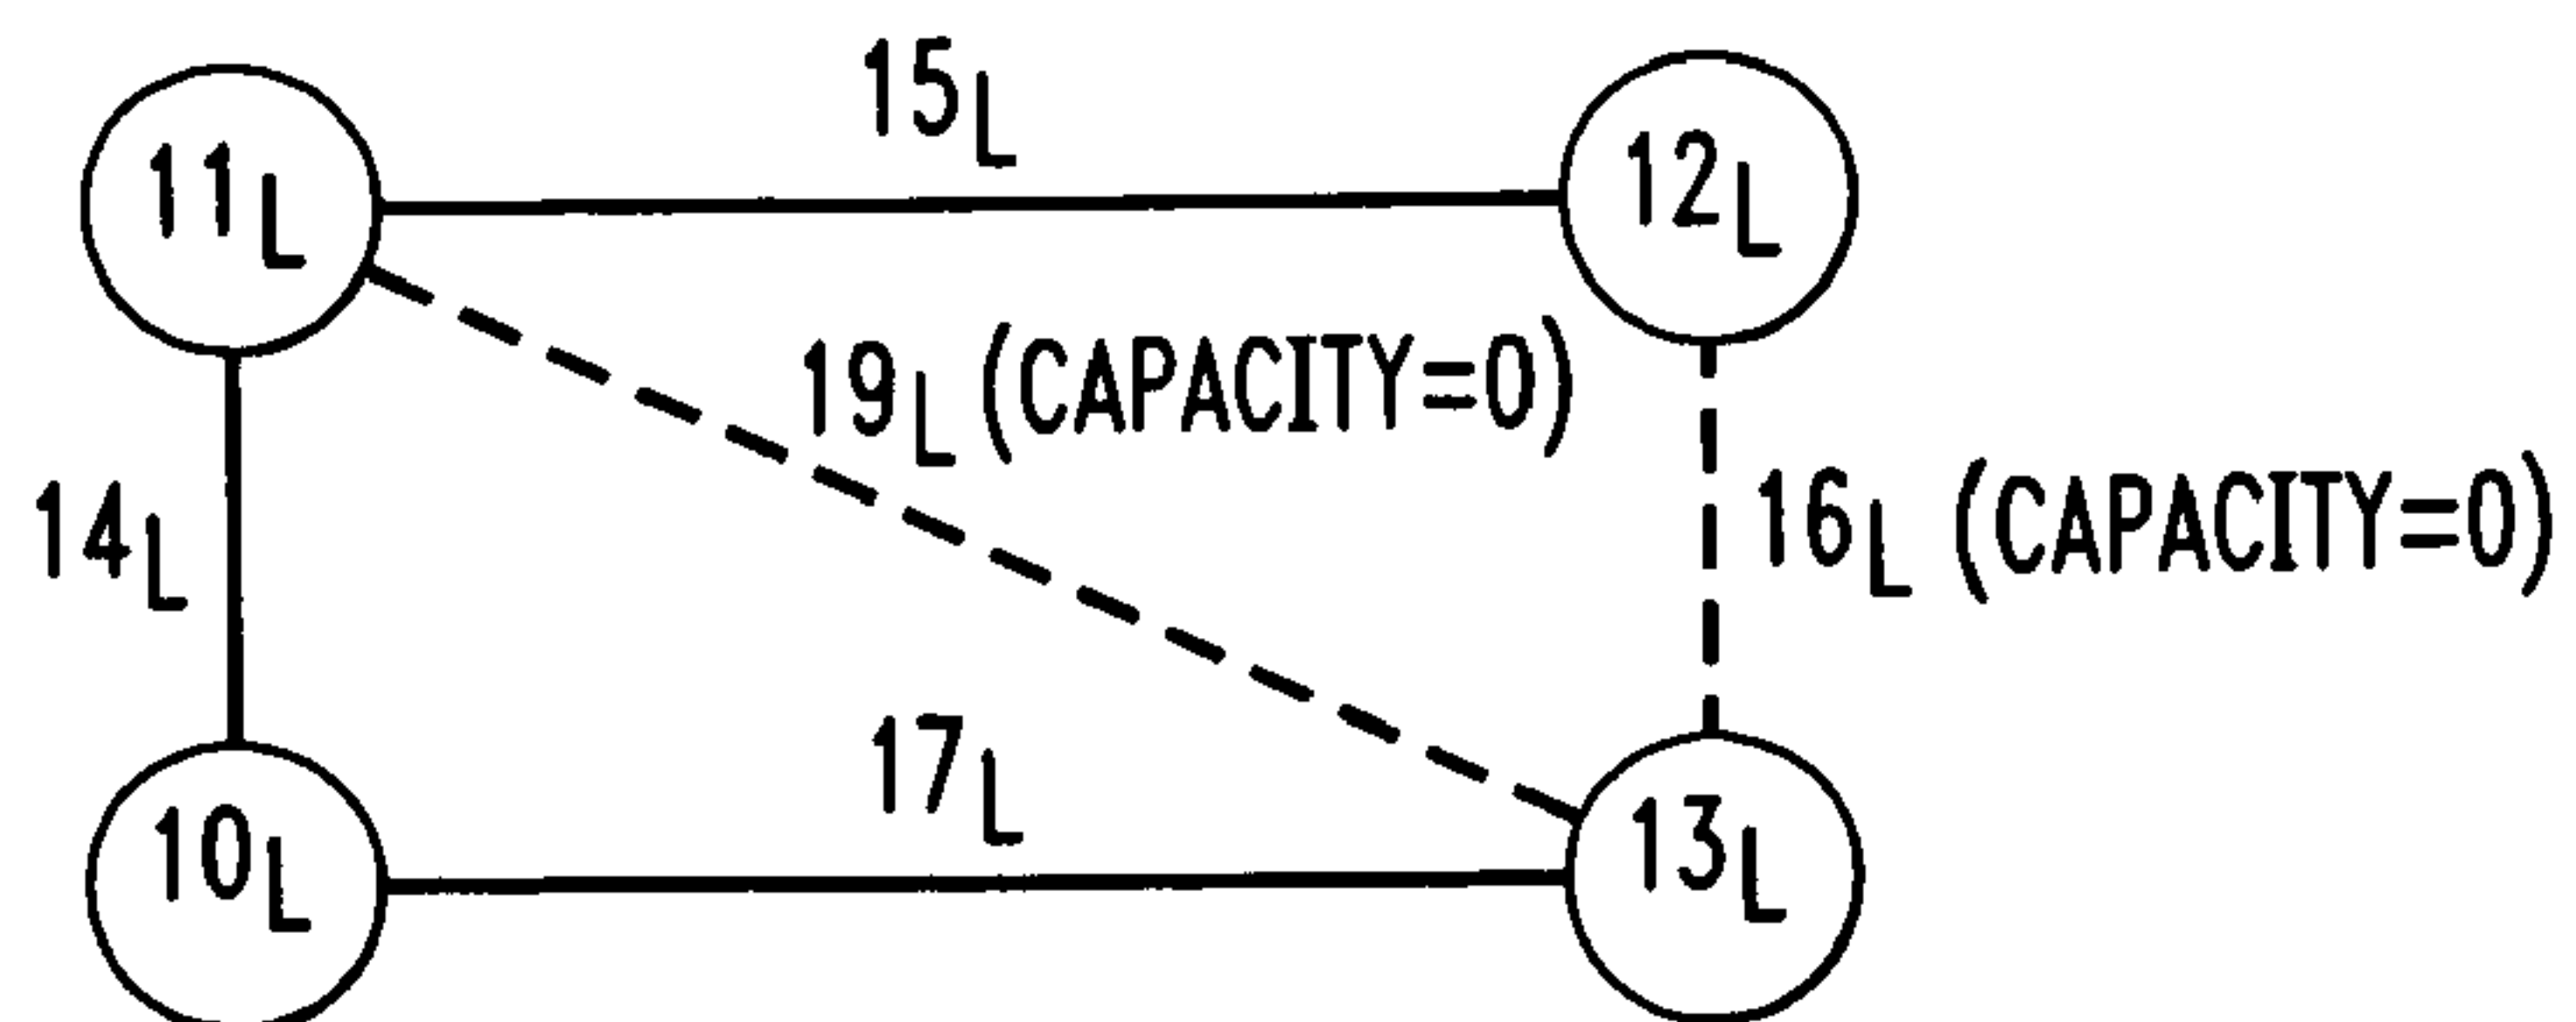 15L
11L
12L
19L (CAPACITY=0)
14L
16L (CAPACITY=0)
17L
10L
13L